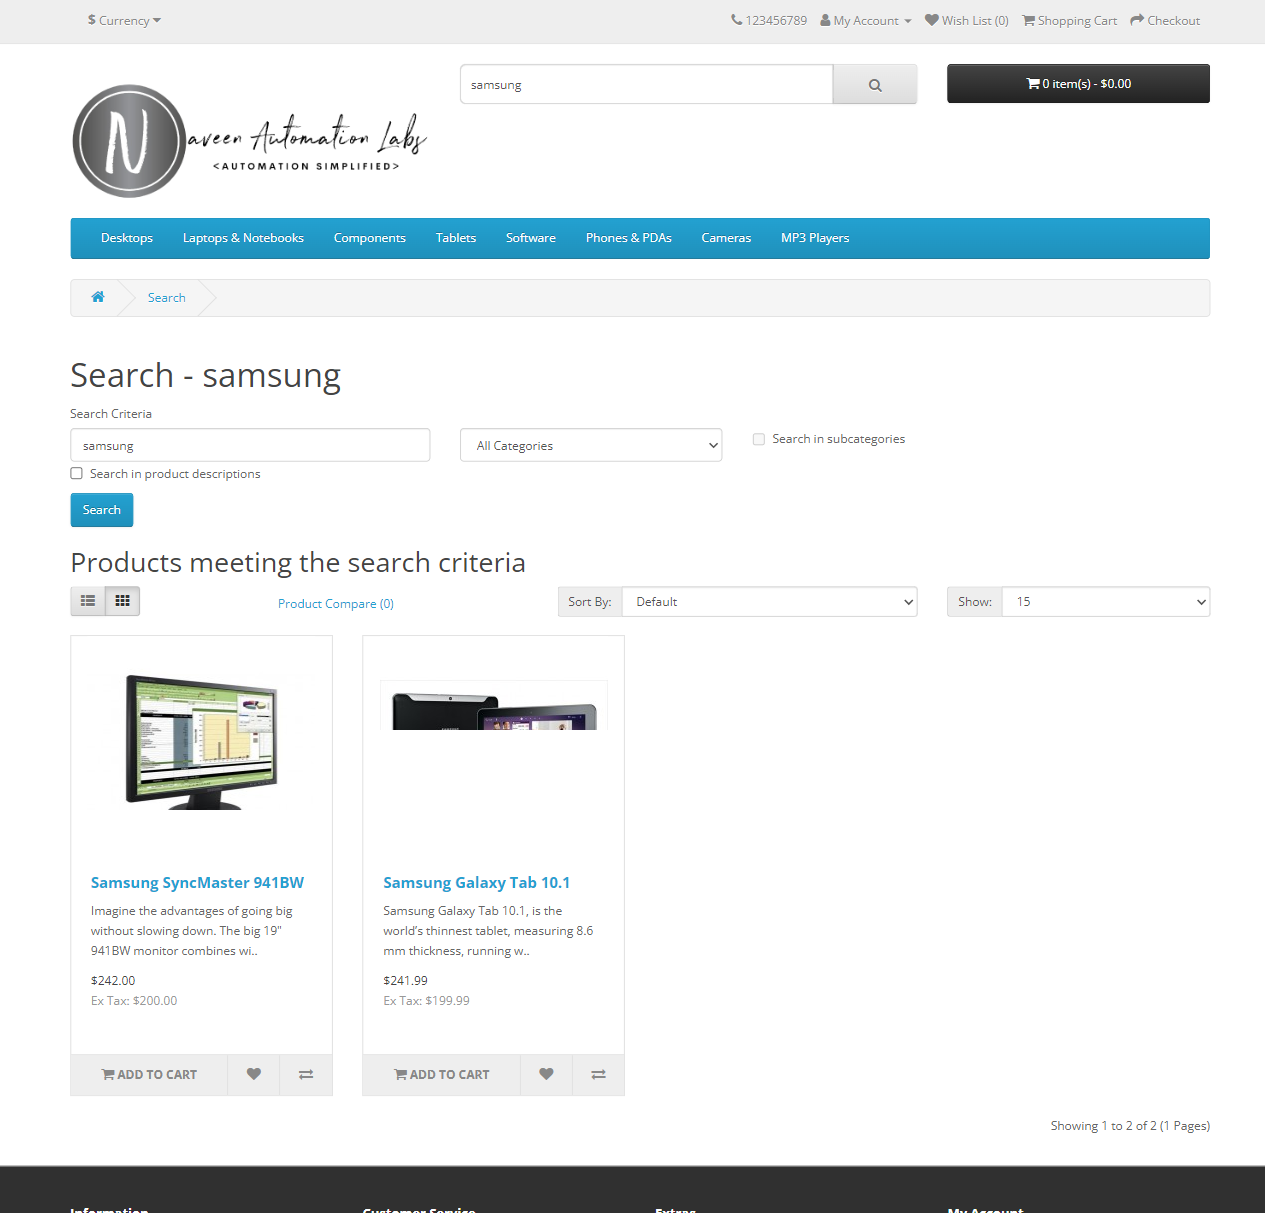 $ Currency
123456789 My Account Wish List (0) Shopping Cart Checkout
samsung
0 item(s) - $0.00
N
aveen Automation Labs
<AUTOMATION SIMPLIFIED>
Desktops Laptops & Notebooks Components Tablets Software Phones & PDAs Cameras MP3 Players
Search
Search - samsung
Search Criteria
samsung
All Categories
Search in subcategories
Search in product descriptions
Search
Products meeting the search criteria
Product Compare (0)
Sort By: Default
Show: 15
Samsung SyncMaster 941BW
Imagine the advantages of going big
without slowing down. The big 19"
941BW monitor combines wi..
$242.00
Ex Tax: $200.00
ADD TO CART
Samsung Galaxy Tab 10.1
Samsung Galaxy Tab 10.1, is the
world’s thinnest tablet, measuring 8.6
mm thickness, running w..
$241.99
Ex Tax: $199.99
ADD TO CART
Showing 1 to 2 of 2 (1 Pages)
Information Customer Service Extras My Account